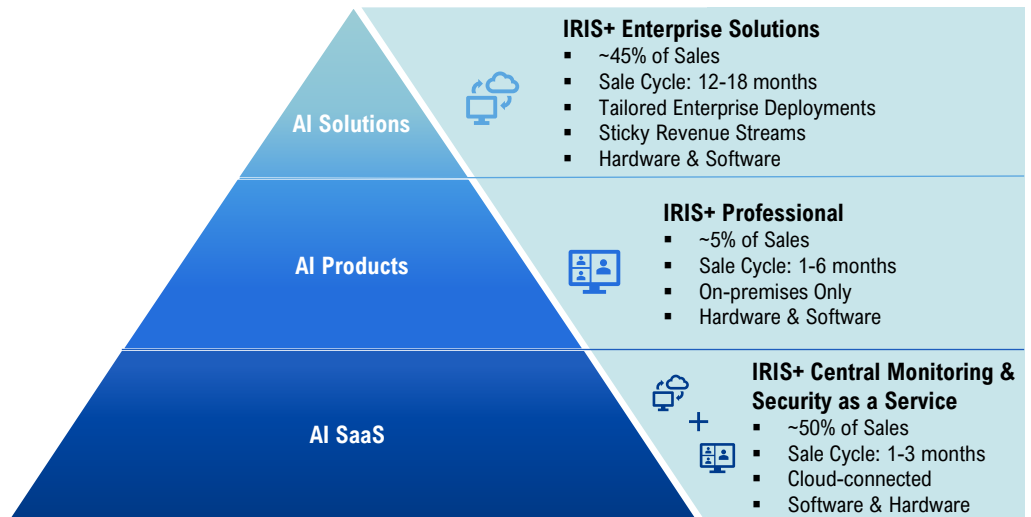 IRIS+ Enterprise Solutions
▪ ~45% of Sales
▪ Sale Cycle: 12-18 months
▪ Tailored Enterprise Deployments
▪ Sticky Revenue Streams
▪ Hardware & Software
AI Solutions
IRIS+ Professional
▪ ~5% of Sales
▪ Sale Cycle: 1-6 months
▪ On-premises Only
▪ Hardware & Software
AI Products
IRIS+ Central Monitoring &
Security as a Service
▪ ~50% of Sales
▪ Sale Cycle: 1-3 months
▪ Cloud-connected
▪ Software & Hardware
AI SaaS